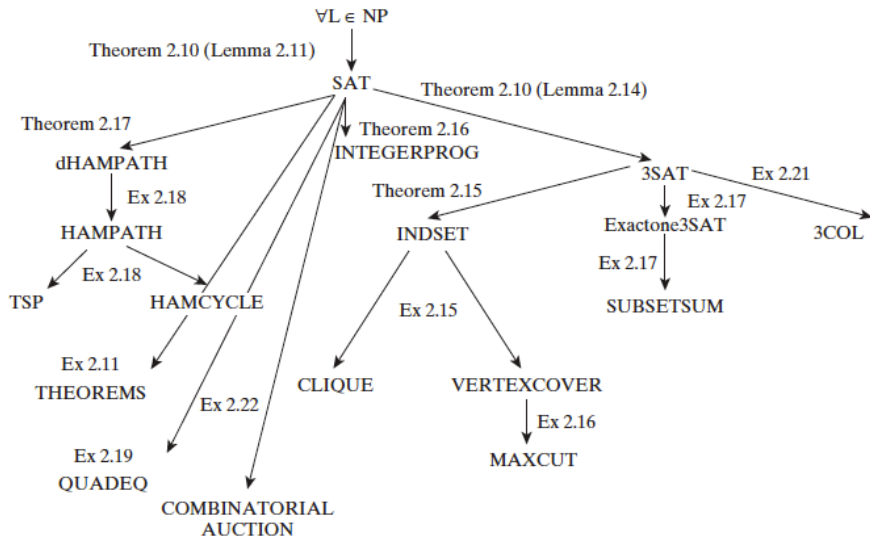 ∀L ∈ NP
Theorem 2.10 (Lemma 2.11)
SAT
Theorem 2.10 (Lemma 2.14)
Theorem 2.17
Theorem 2.16
INTEGERPROG
dHAMPATH
3SAT
Ex 2.21
Theorem 2.15
Ex 2.18
Ex 2.17
HAMPATH
INDSET
Exactone3SAT
3COL
Ex 2.18
Ex 2.17
TSP
HAMCYCLE
SUBSETSUM
Ex 2.15
Ex 2.11
THEOREMS
CLIQUE
VERTEXCOVER
Ex 2.22
Ex 2.16
Ex 2.19
QUADEQ
MAXCUT
COMBINATORIAL
AUCTION